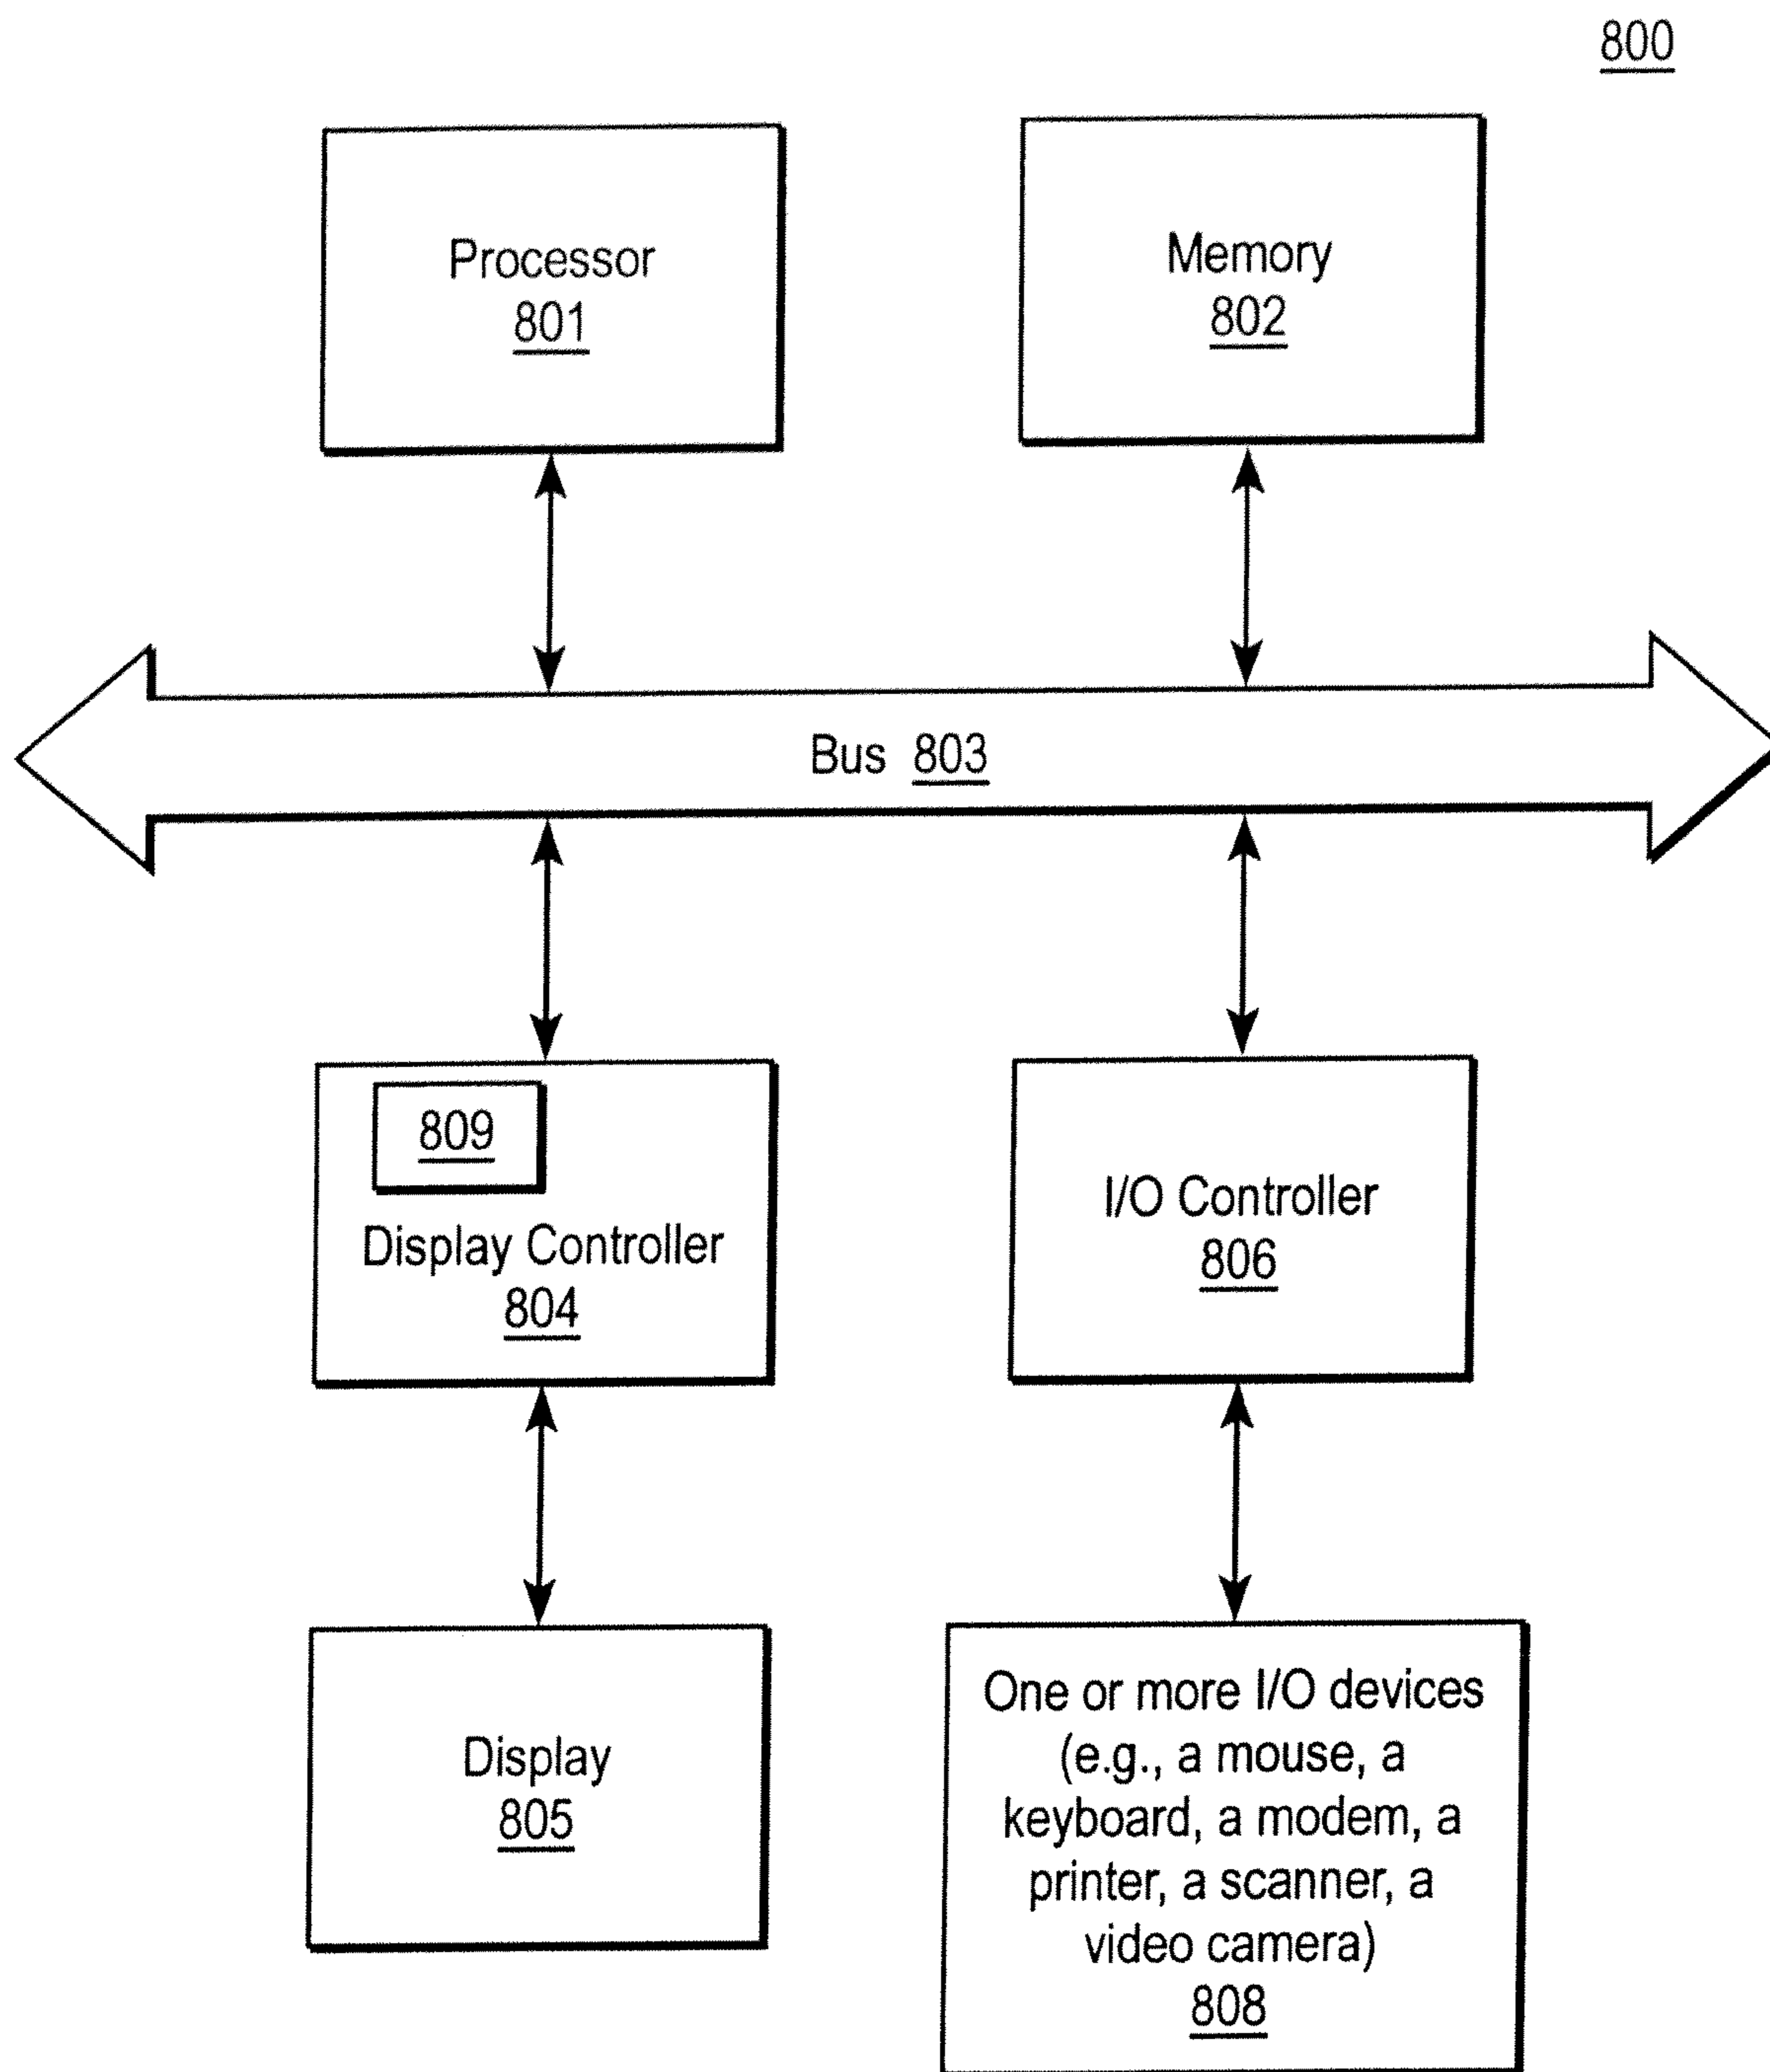 800
Processor
801
Memory
802
Bus 803
809
Display Controller
804
I/O Controller
806
Display
805
One or more I/O devices
(e.g., a mouse, a
keyboard, a modem, a
printer, a scanner, a
video camera)
808